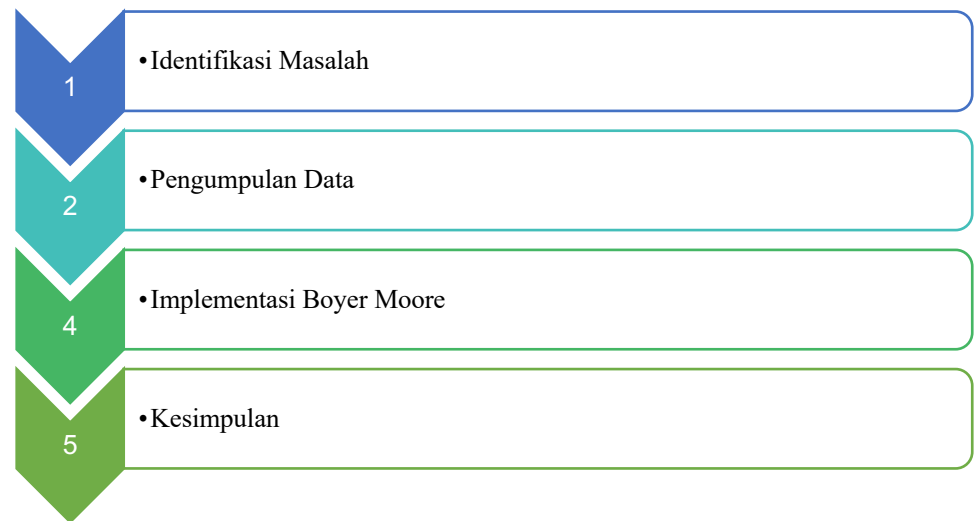 1
•Identifikasi Masalah
2
•Pengumpulan Data
4
•Implementasi Boyer Moore
5
•Kesimpulan